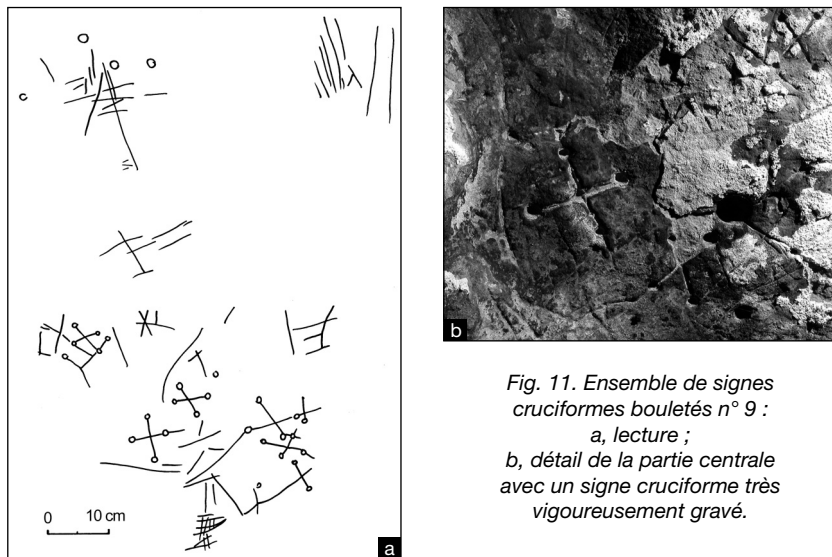 0 10 cm
a
b
Fig. 11. Ensemble de signes
cruciformes bouletés n° 9 :
a, lecture ;
b, détail de la partie centrale
avec un signe cruciforme très
vigoureusement gravé.